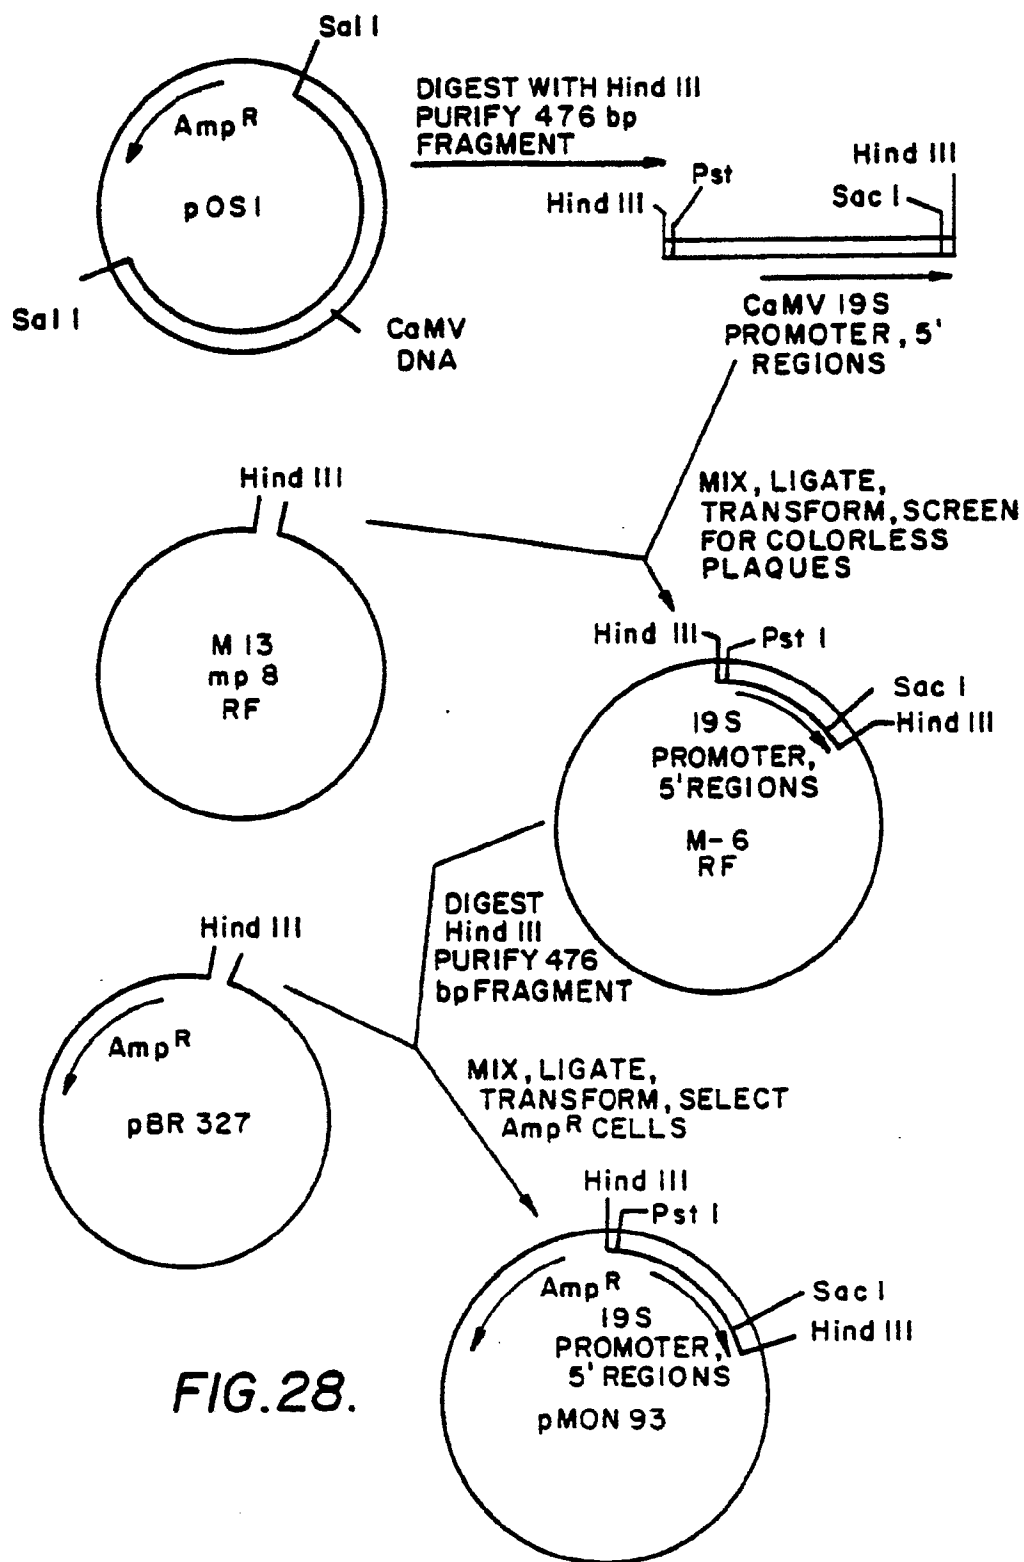 Sal I
Amp R
pOS1
Sal I
CaMV
DNA
DIGEST WITH Hind III
PURIFY 476 bp
FRAGMENT
Hind III
Pst
Sac I
Hind III
CaMV 19S
PROMOTER, 5'
REGIONS
Hind III
M 13
mp 8
RF
MIX, LIGATE,
TRANSFORM, SCREEN
FOR COLORLESS
PLAQUES
Hind III
Pst I
Sac I
Hind III
19S
PROMOTER,
5' REGIONS
M-6
RF
DIGEST
Hind III
PURIFY 476
bp FRAGMENT
Hind III
Amp R
pBR 327
MIX, LIGATE,
TRANSFORM, SELECT
Amp R CELLS
Hind III
Pst I
Sac I
Hind III
Amp R
19S
PROMOTER,
5' REGIONS
pMON 93
FIG.28.